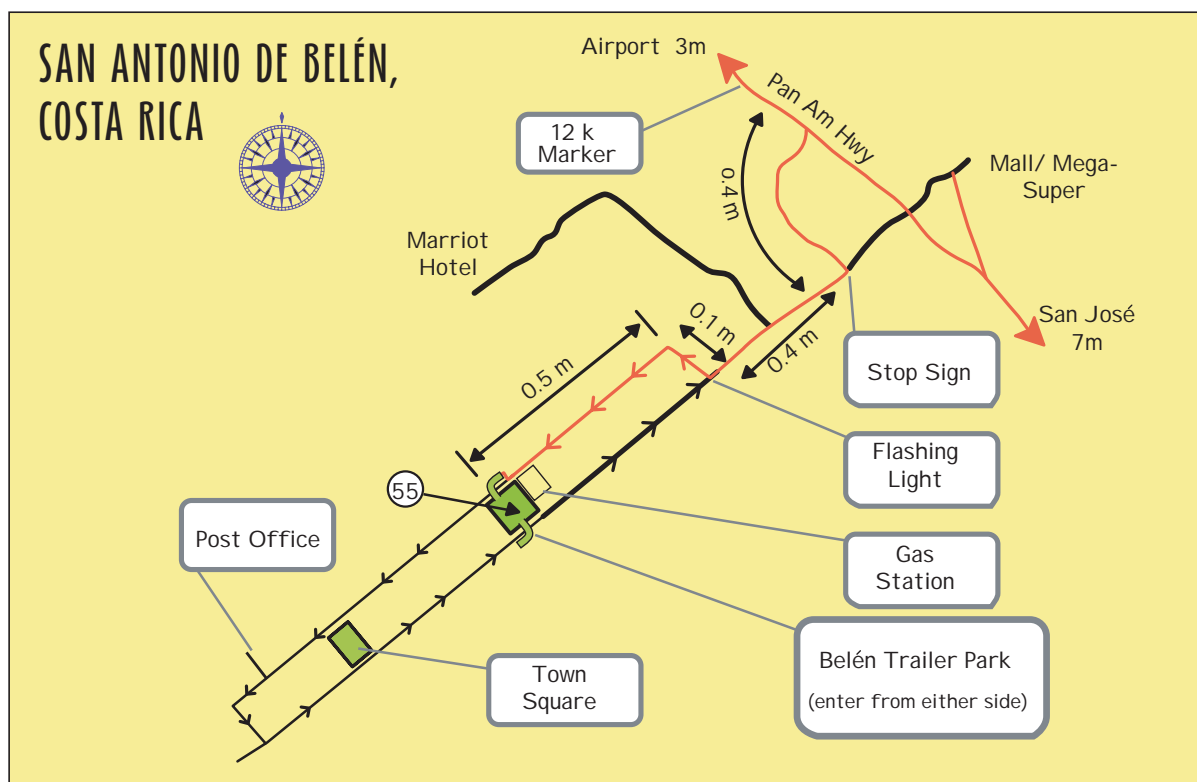 SAN ANTONIO DE BELÉN,
COSTA RICA
Airport 3m
Pan Am Hwy
12 k
Marker
Mall/ Mega-
Super
0.4 m
Marriot
Hotel
San José
7m
0.1 m
0.4 m
Stop Sign
0.5 m
Flashing
Light
55
Post Office
Gas
Station
Town
Square
Belén Trailer Park
(enter from either side)